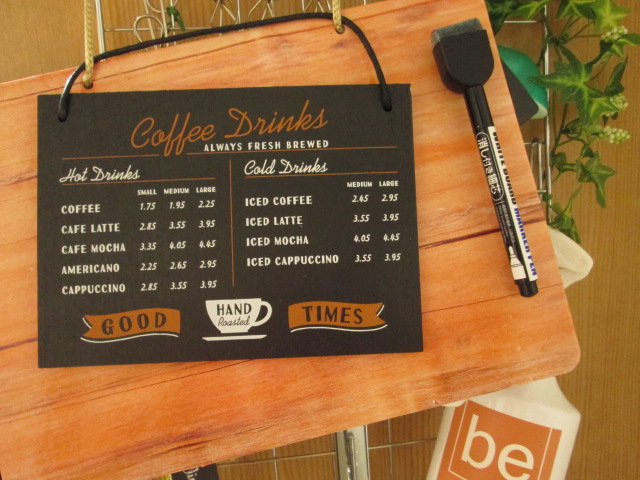 Coffee Drinks
ALWAYS FRESH BREWED
Hot Drinks
SMALL MEDIUM LARGE
COFFEE 1.75 1.95 2.25
CAFE LATTE 2.85 3.55 3.95
CAFE MOCHA 3.35 4.05 4.45
AMERICANO 2.25 2.65 2.95
CAPPUCCINO 2.85 3.55 3.95
Cold Drinks
MEDIUM LARGE
ICED COFFEE 2.45 2.95
ICED LATTE 3.55 3.95
ICED MOCHA 4.05 4.45
ICED CAPPUCCINO 3.55 3.95
GOOD
HAND
Roasted
TIMES
WHITE BOARD MARKER PEN
be